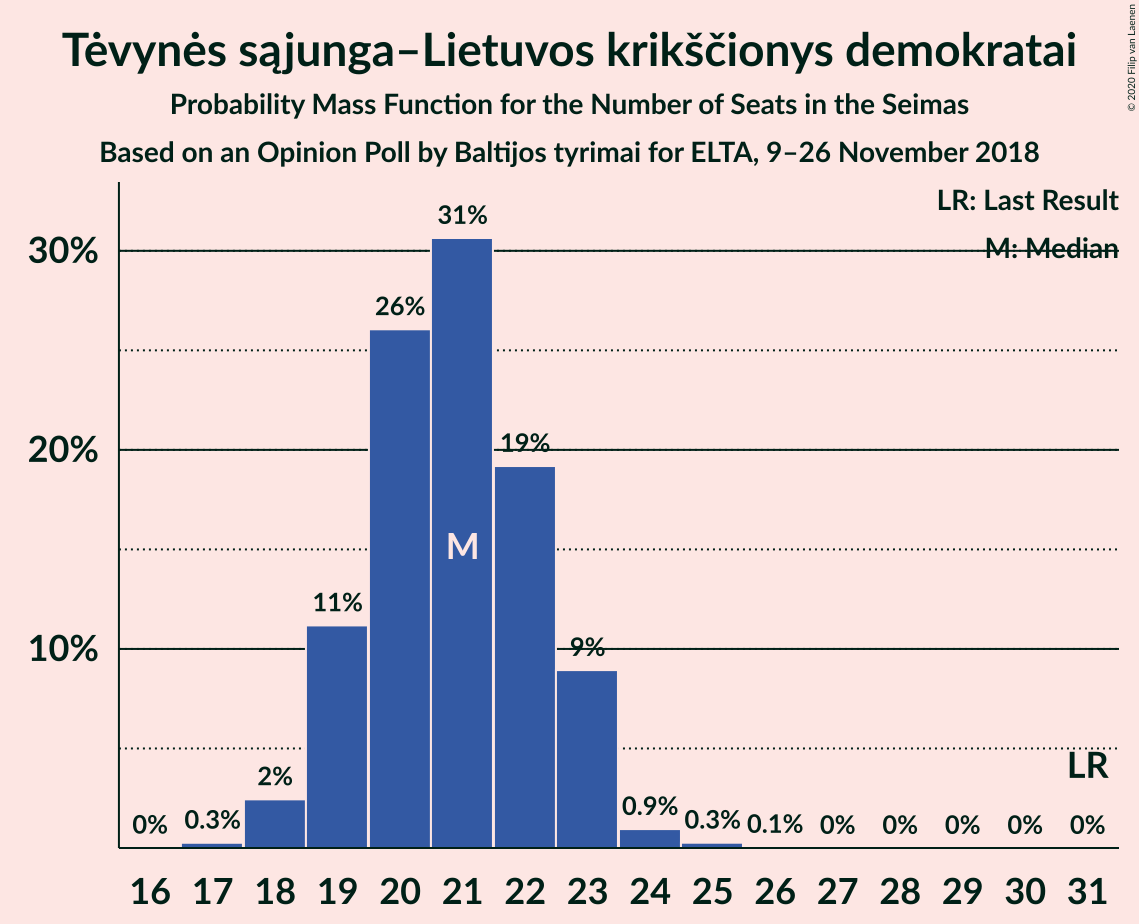 Tėvynės sąjunga–Lietuvos krikščionys demokratai
Probability Mass Function for the Number of Seats in the Seimas
Based on an Opinion Poll by Baltijos tyrimai for ELTA, 9–26 November 2018
© 2020 Filip van Laenen
LR: Last Result
M: Median
30%
20%
10%
0% 0.3% 2% 11% 26% 31% 19% 9% 0.9% 0.3% 0.1% 0% 0% 0% 0% 0%
M
LR
16 17 18 19 20 21 22 23 24 25 26 27 28 29 30 31